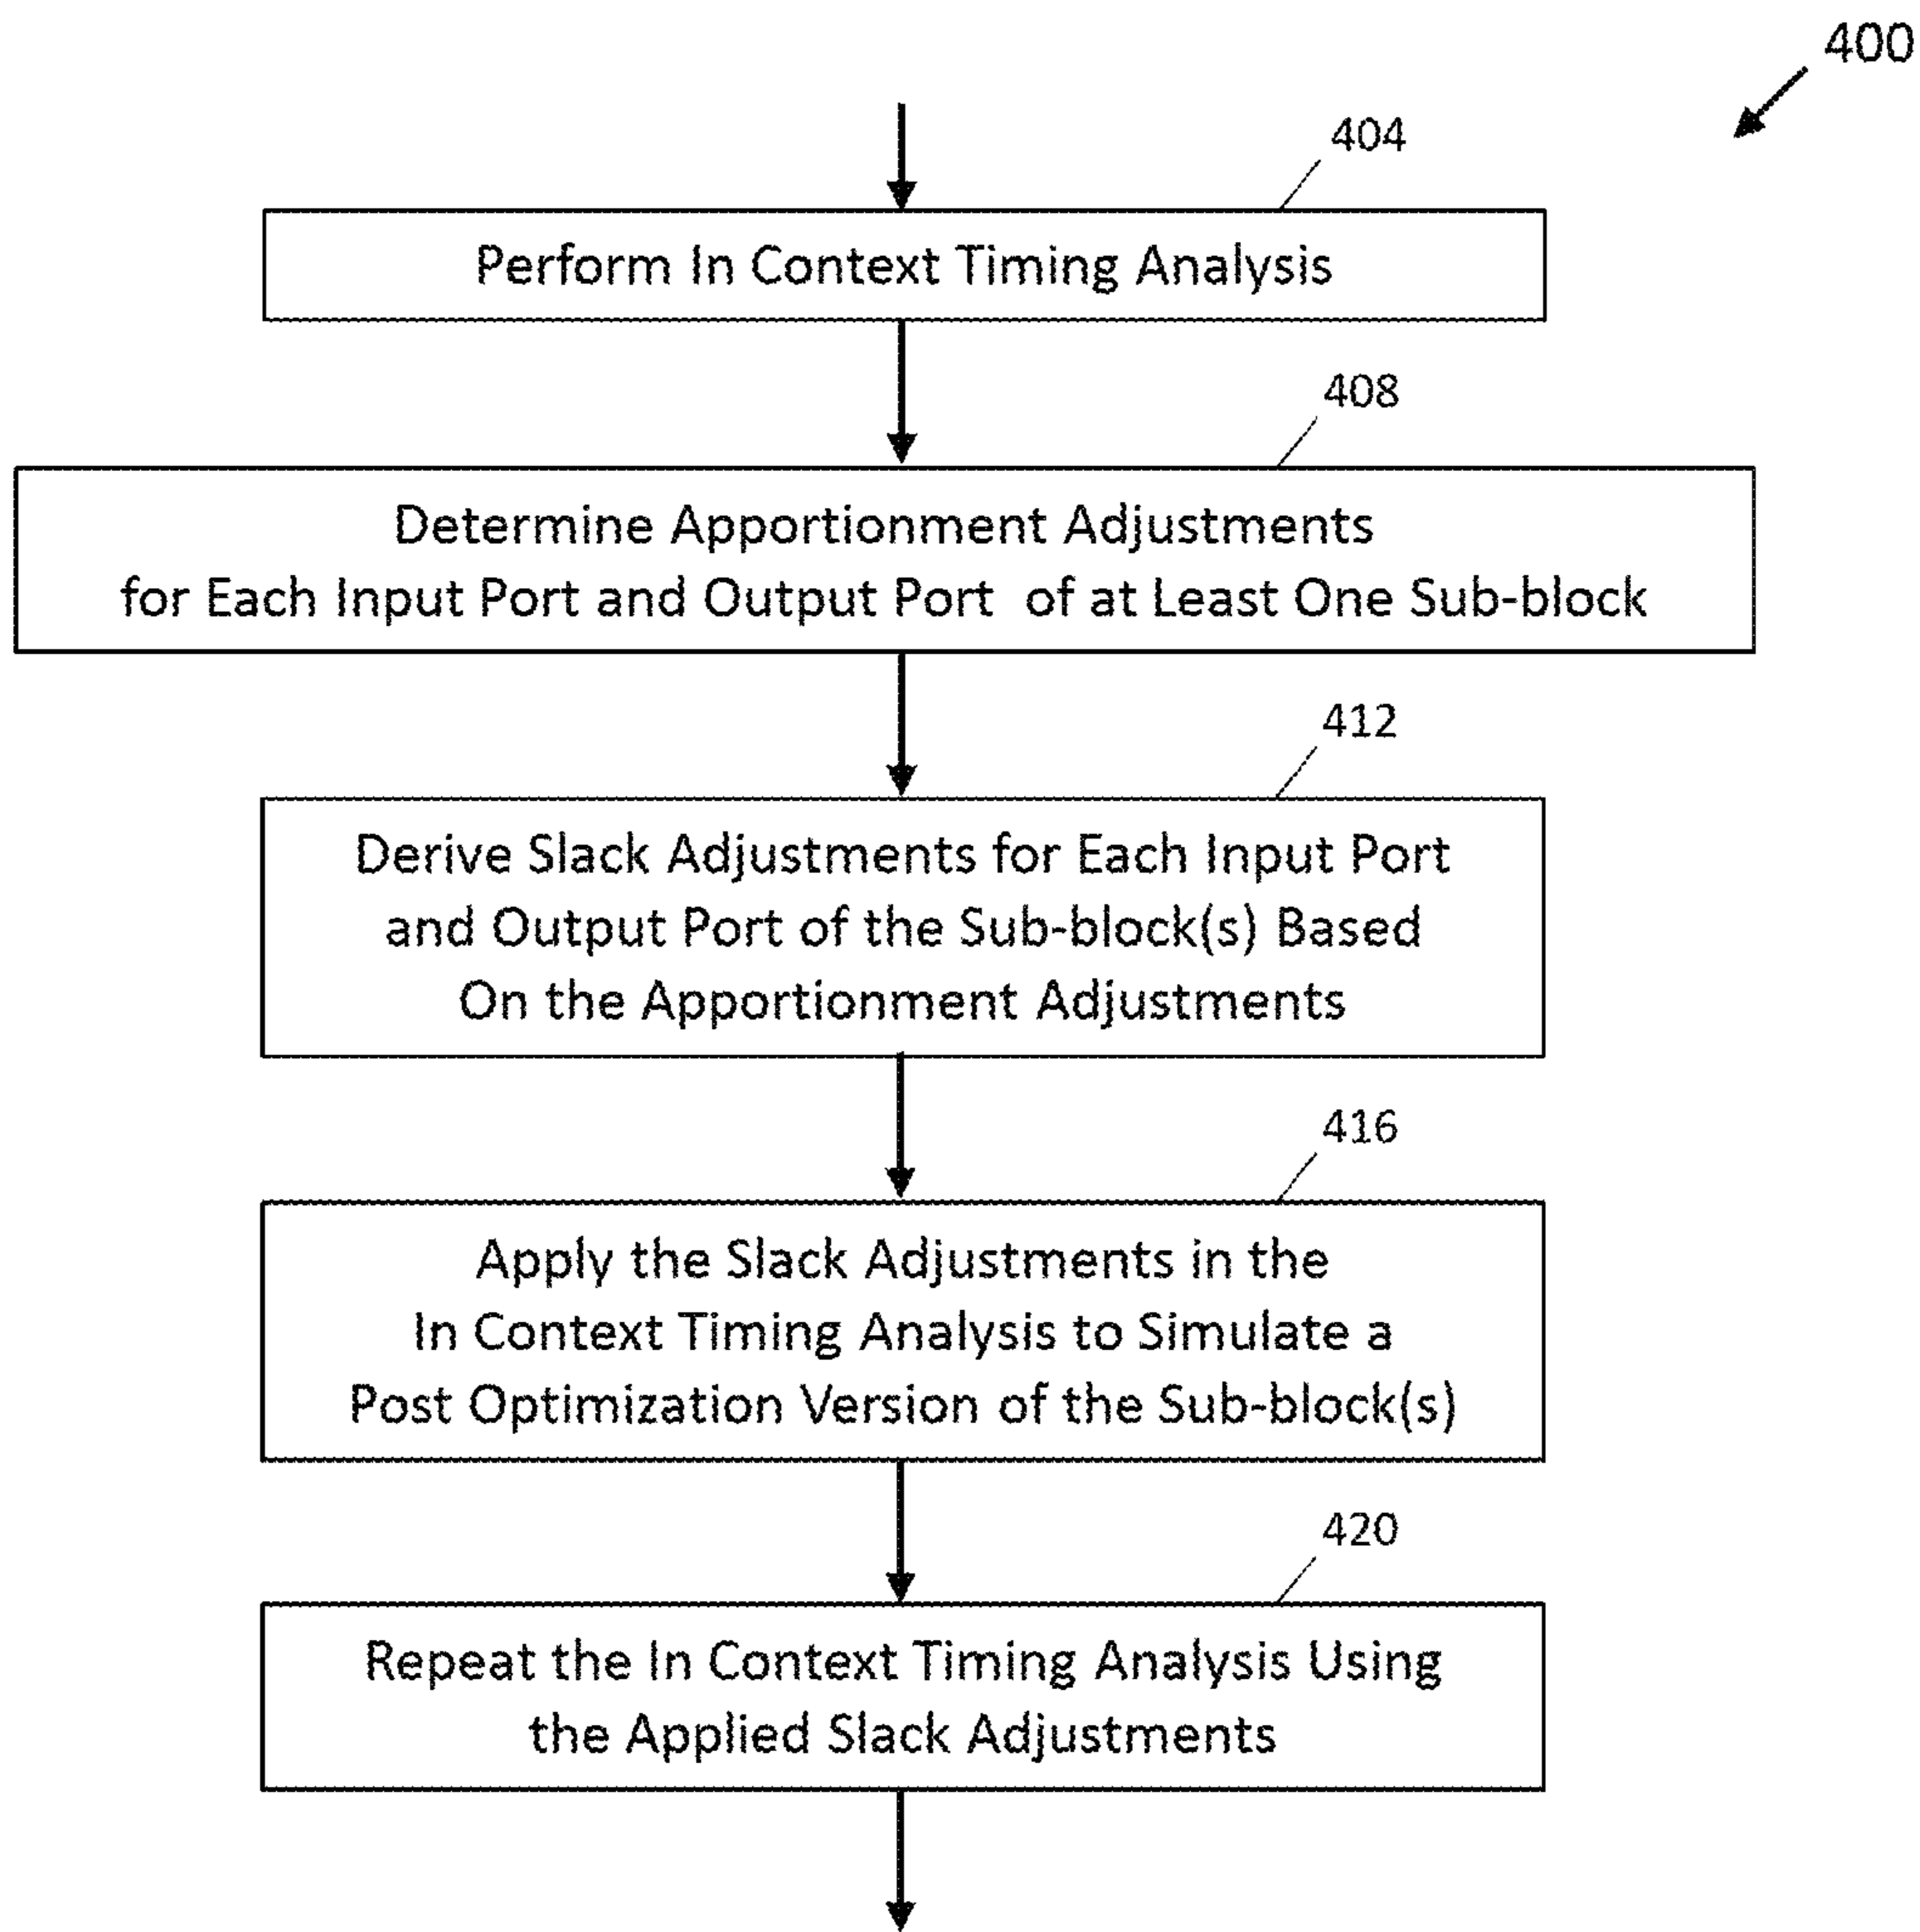 400
404
Perform In Context Timing Analysis
408
Determine Apportionment Adjustments
for Each Input Port and Output Port of at Least One Sub-block
412
Derive Slack Adjustments for Each Input Port
and Output Port of the Sub-block(s) Based
On the Apportionment Adjustments
416
Apply the Slack Adjustments in the
In Context Timing Analysis to Simulate a
Post Optimization Version of the Sub-block(s)
420
Repeat the In Context Timing Analysis Using
the Applied Slack Adjustments